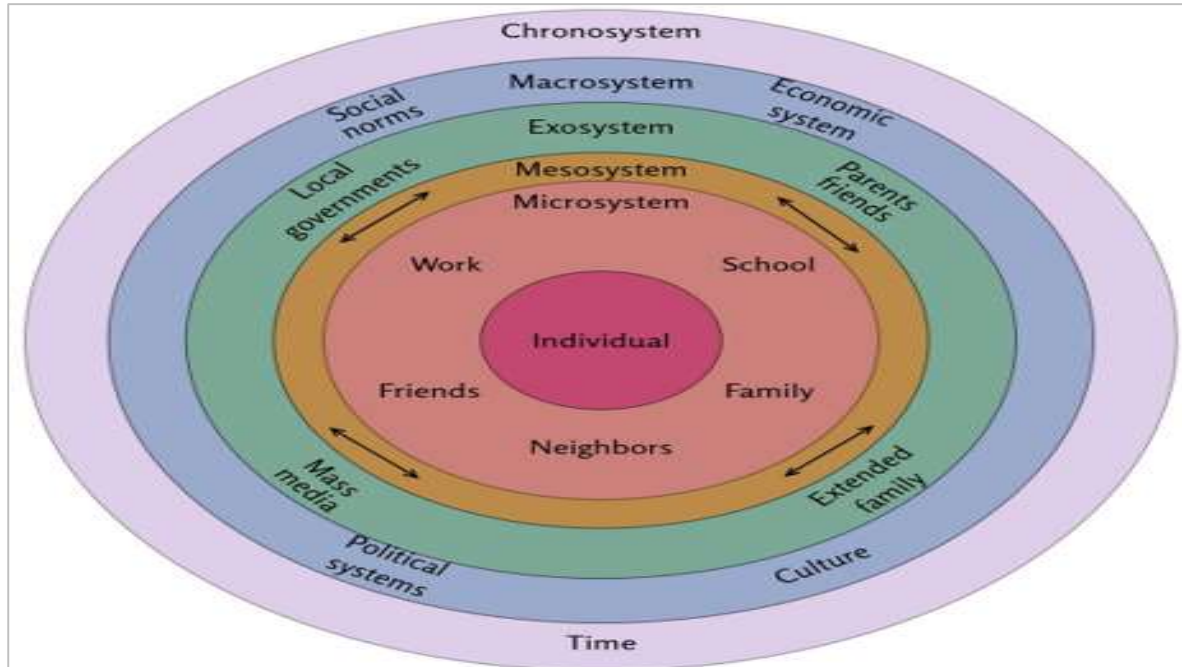 Chronosystem
Macrosystem
Social
norms
Economic
system
Exosystem
Local
governments
Parents
friends
Mesosystem
Microsystem
Work
School
Individual
Friends
Family
Neighbors
Mass
media
Extended
family
Political
systems
Culture
Time